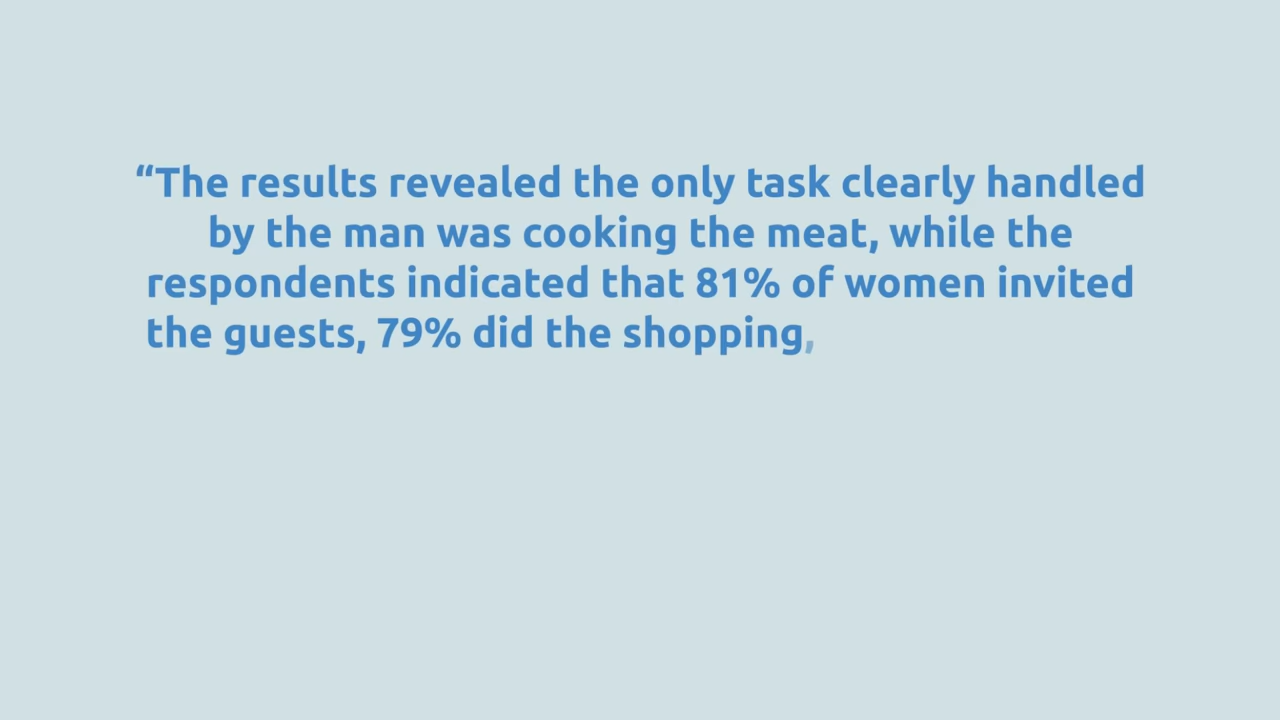 “The results revealed the only task clearly handled
by the man was cooking the meat, while the
respondents indicated that 81% of women invited
the guests, 79% did the shopping,